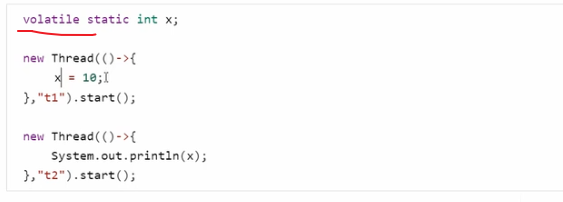 volatile static int x;
new Thread(()->{
x = 10;
},"t1").start();
new Thread(()->{
System.out.println(x);
},"t2").start();